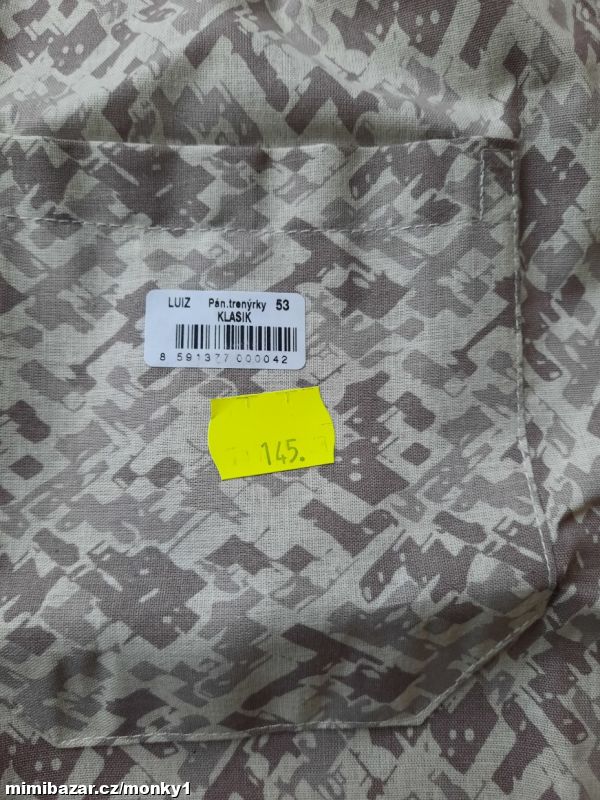 LUIZ Pán.trenýrky 53
KLASIK
8 591377 000042
145.
mimibazar.cz/monky1